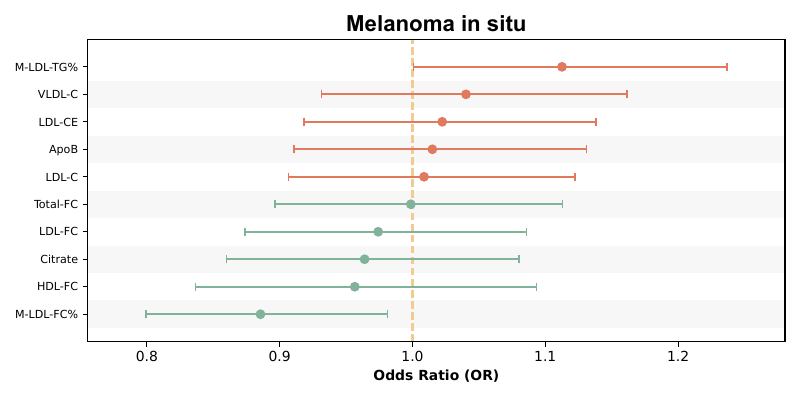 Melanoma in situ
M-LDL-TG%
VLDL-C
LDL-CE
ApoB
LDL-C
Total-FC
LDL-FC
Citrate
HDL-FC
M-LDL-FC%
0.8 0.9 1.0 1.1 1.2
Odds Ratio (OR)